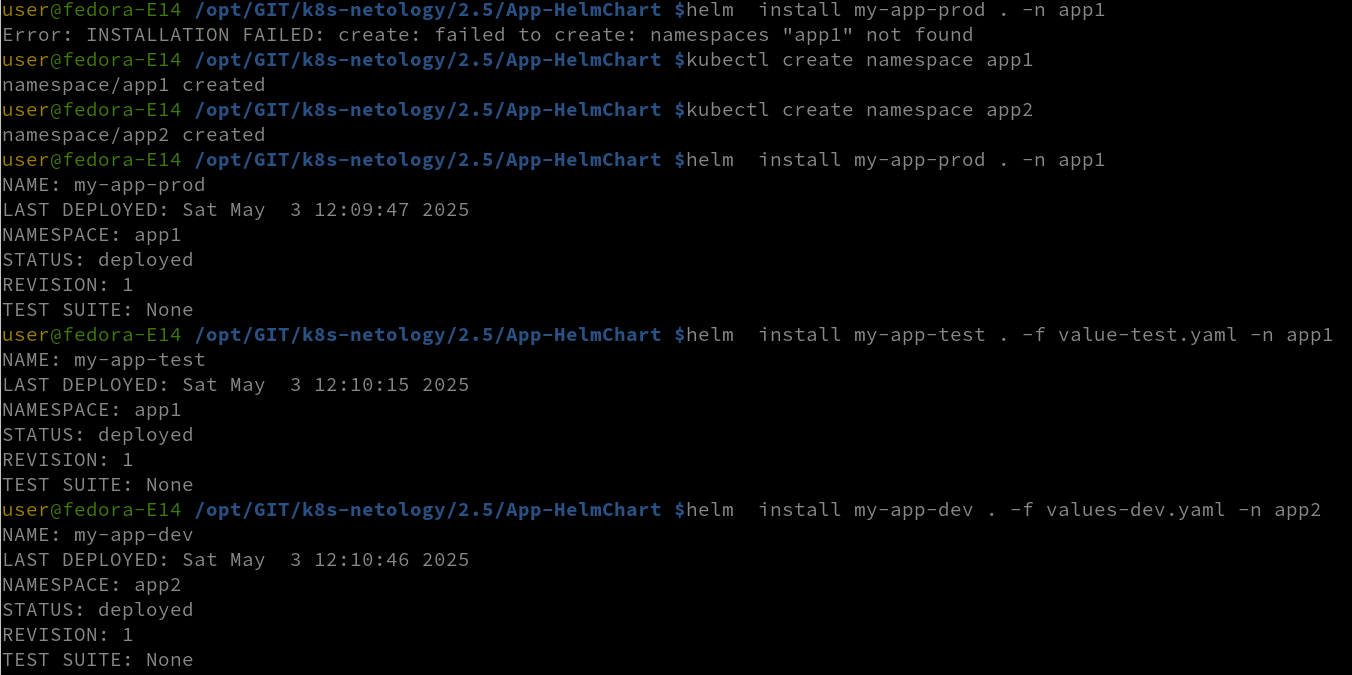 user@fedora-E14 /opt/GIT/k8s-netology/2.5/App-HelmChart $helm  install my-app-prod . -n app1
Error: INSTALLATION FAILED: create: failed to create: namespaces "app1" not found
user@fedora-E14 /opt/GIT/k8s-netology/2.5/App-HelmChart $kubectl create namespace app1
namespace/app1 created
user@fedora-E14 /opt/GIT/k8s-netology/2.5/App-HelmChart $kubectl create namespace app2
namespace/app2 created
user@fedora-E14 /opt/GIT/k8s-netology/2.5/App-HelmChart $helm  install my-app-prod . -n app1
NAME: my-app-prod
LAST DEPLOYED: Sat May  3 12:09:47 2025
NAMESPACE: app1
STATUS: deployed
REVISION: 1
TEST SUITE: None
user@fedora-E14 /opt/GIT/k8s-netology/2.5/App-HelmChart $helm  install my-app-test . -f value-test.yaml -n app1
NAME: my-app-test
LAST DEPLOYED: Sat May  3 12:10:15 2025
NAMESPACE: app1
STATUS: deployed
REVISION: 1
TEST SUITE: None
user@fedora-E14 /opt/GIT/k8s-netology/2.5/App-HelmChart $helm  install my-app-dev . -f values-dev.yaml -n app2
NAME: my-app-dev
LAST DEPLOYED: Sat May  3 12:10:46 2025
NAMESPACE: app2
STATUS: deployed
REVISION: 1
TEST SUITE: None